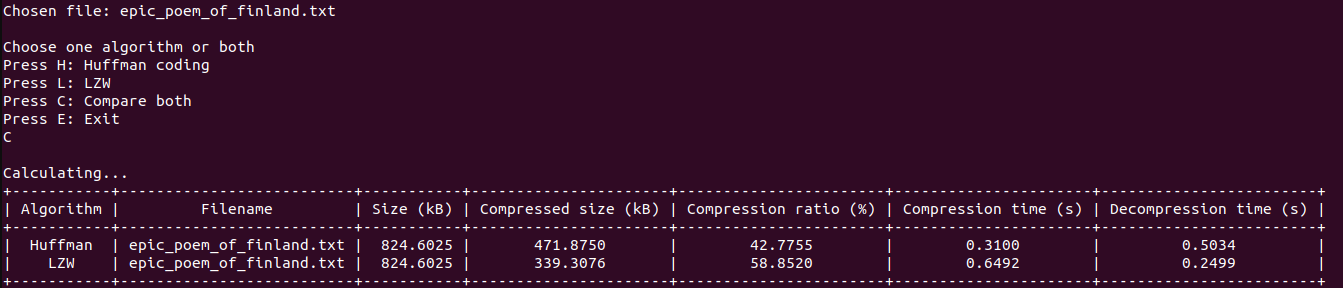 Chosen file: epic_poem_of_finland.txt
Choose one algorithm or both
Press H: Huffman coding
Press L: LZW
Press C: Compare both
Press E: Exit
C
Calculating...
+-----------+--------------------------+-----------+----------------------+-----------------------+----------------------+------------------------+
| Algorithm |         Filename         | Size (kB) | Compressed size (kB) | Compression ratio (%) | Compression time (s) | Decompression time (s) |
+-----------+--------------------------+-----------+----------------------+-----------------------+----------------------+------------------------+
|  Huffman  | epic_poem_of_finland.txt |  824.6025 |       471.8750       |        42.7755        |        0.3100        |         0.5034         |
|    LZW    | epic_poem_of_finland.txt |  824.6025 |       339.3076       |        58.8520        |        0.6492        |         0.2499         |
+-----------+--------------------------+-----------+----------------------+-----------------------+----------------------+------------------------+